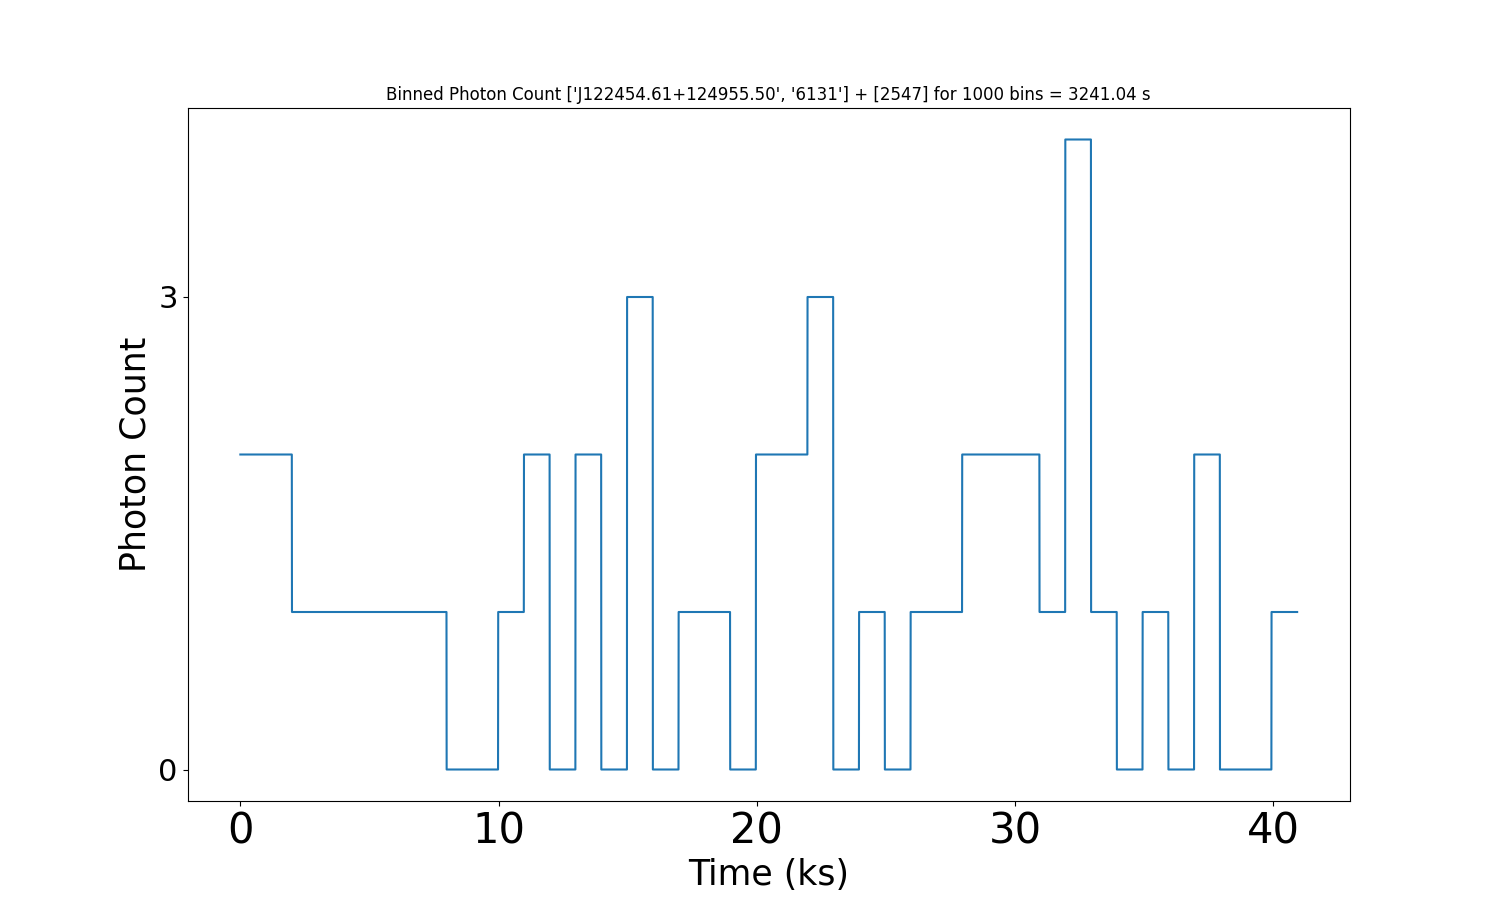 Binned Photon Count ['J122454.61+124955.50', '6131'] + [2547] for 1000 bins = 3241.04 s
Photon Count
3
0
0 10 20 30 40
Time (ks)